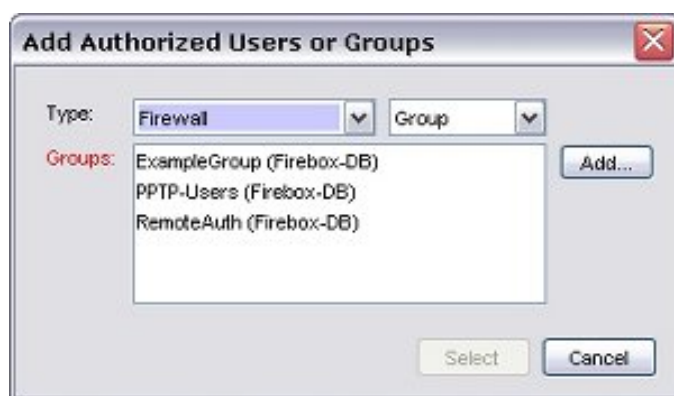 Add Authorized Users or Groups
Type: Firewall Group
Groups: ExampleGroup (Firebox-DB) Add...
PPTP-Users (Firebox-DB)
RemoteAuth (Firebox-DB)
Select Cancel